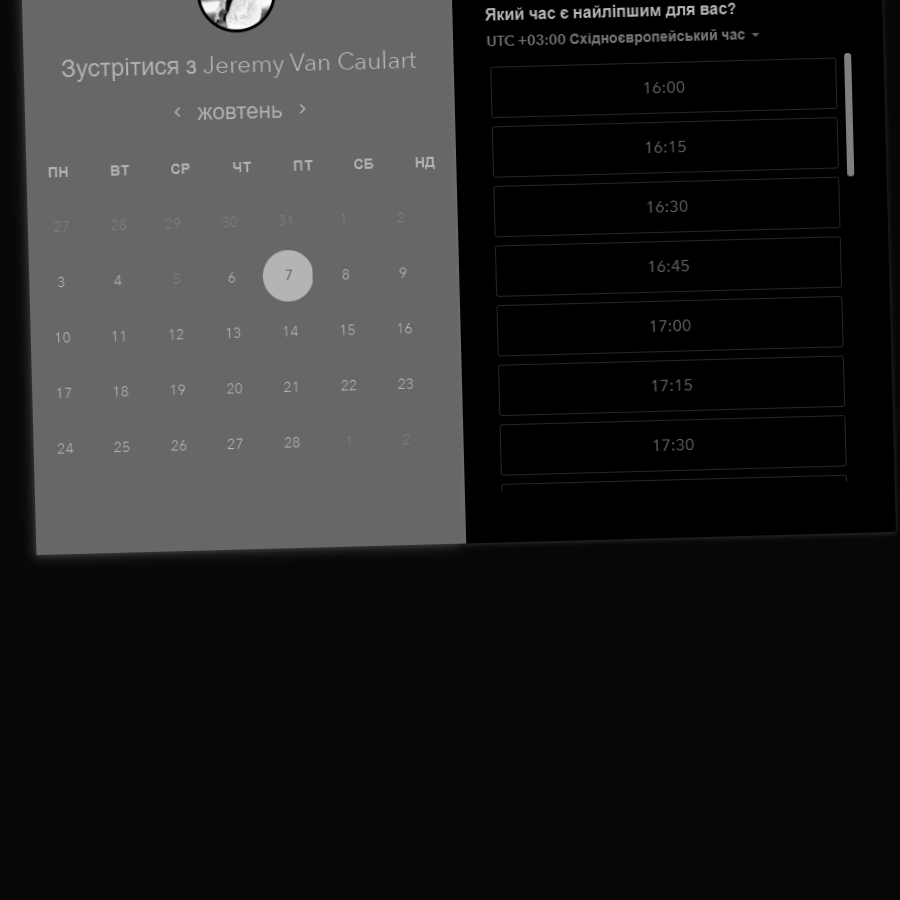 Зустрітися з Jeremy Van Caulart
жовтень
ПН ВТ СР ЧТ ПТ СБ НД
27 28 29 30 31 1 2
3 4 5 6 7 8 9
10 11 12 13 14 15 16
17 18 19 20 21 22 23
24 25 26 27 28 1 2
Який час є найліпшим для вас?
UTC +03:00 Східноєвропейський час
16:00
16:15
16:30
16:45
17:00
17:15
17:30